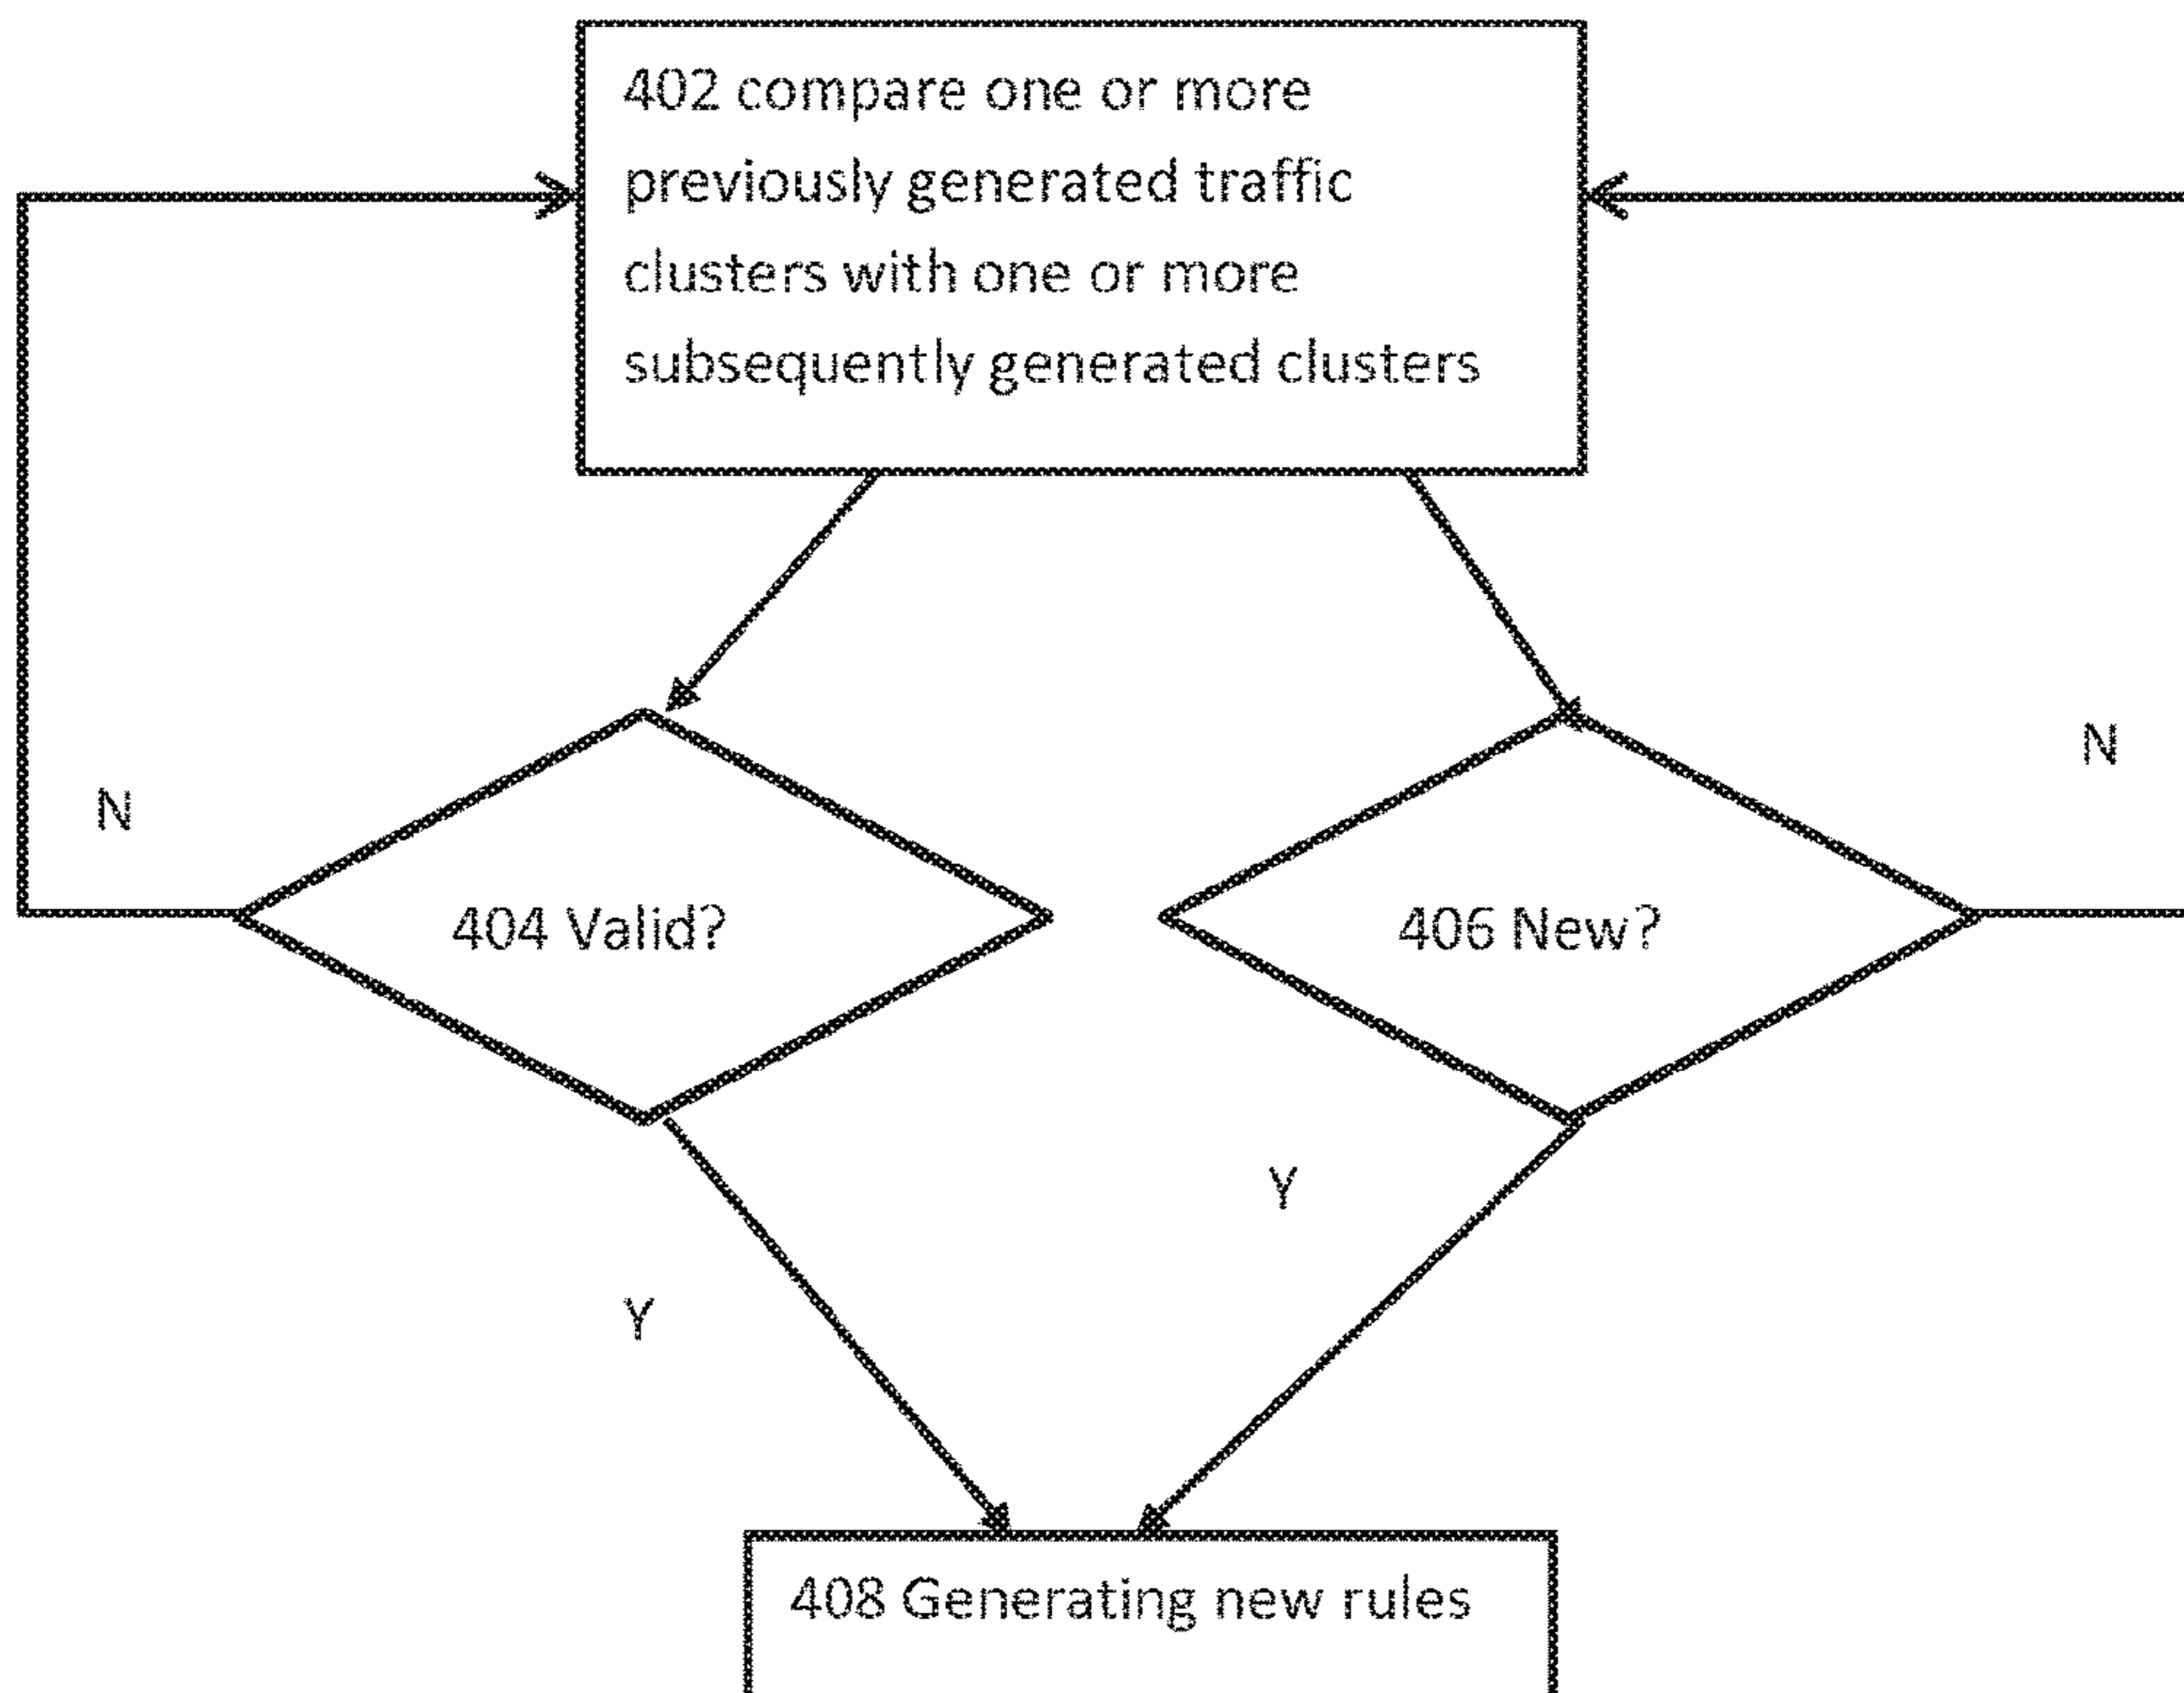 402 compare one or more
previously generated traffic
clusters with one or more
subsequently generated clusters
N
N
404 Valid?
406 New?
Y
Y
408 Generating new rules